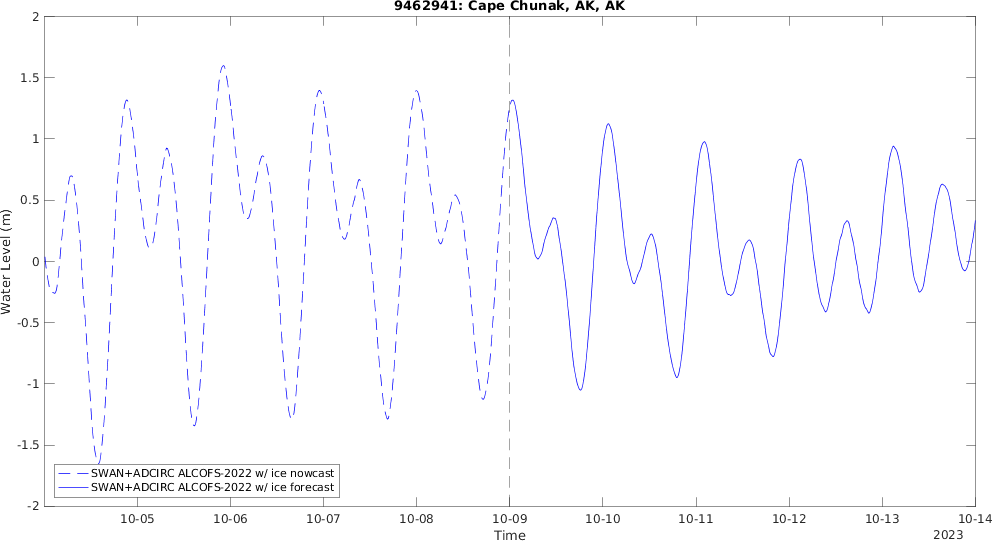 9462941: Cape Chunak, AK, AK
Water Level (m)
2
1.5
1
0.5
0
-0.5
-1
-1.5
-2
SWAN+ADCIRC ALCOFS-2022 w/ ice nowcast
SWAN+ADCIRC ALCOFS-2022 w/ ice forecast
10-05 10-06 10-07 10-08 10-09 10-10 10-11 10-12 10-13 10-14
Time
2023